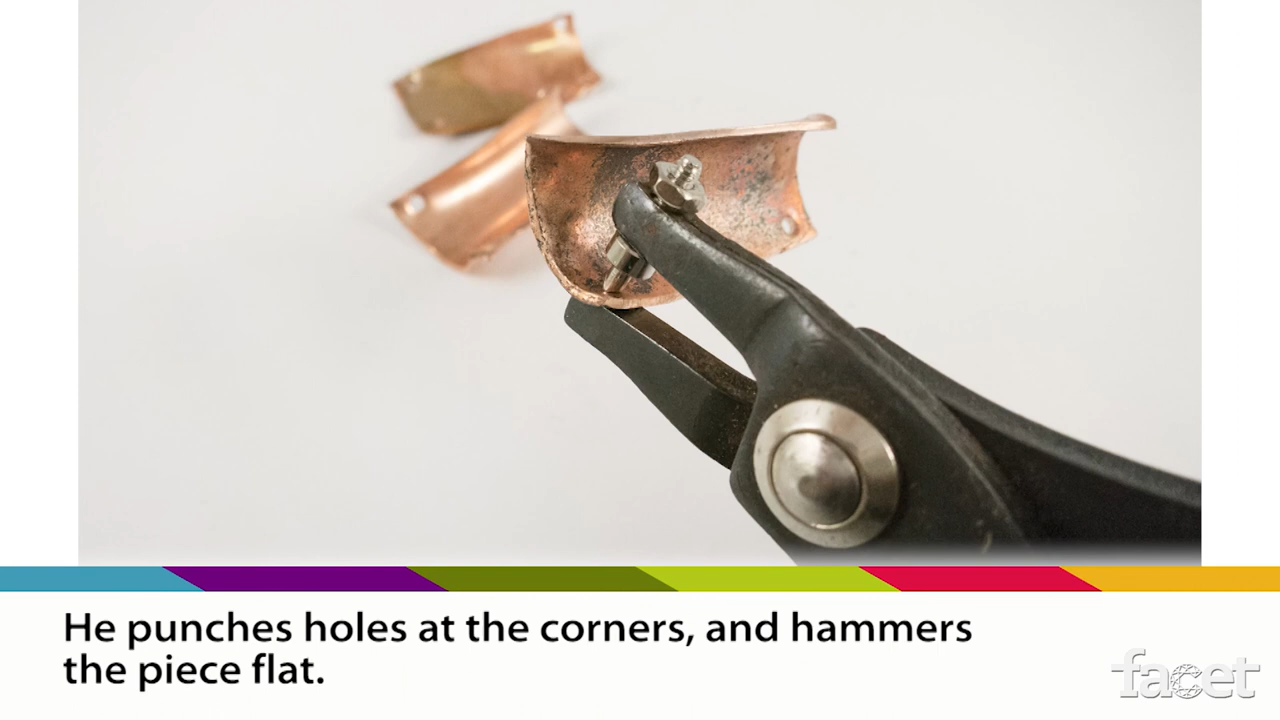 He punches holes at the corners, and hammers
the piece flat.
facet